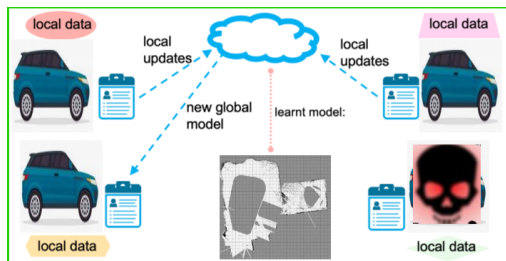 local data
local data
local
updates
local
updates
new global
model
learnt model:
local data
local data